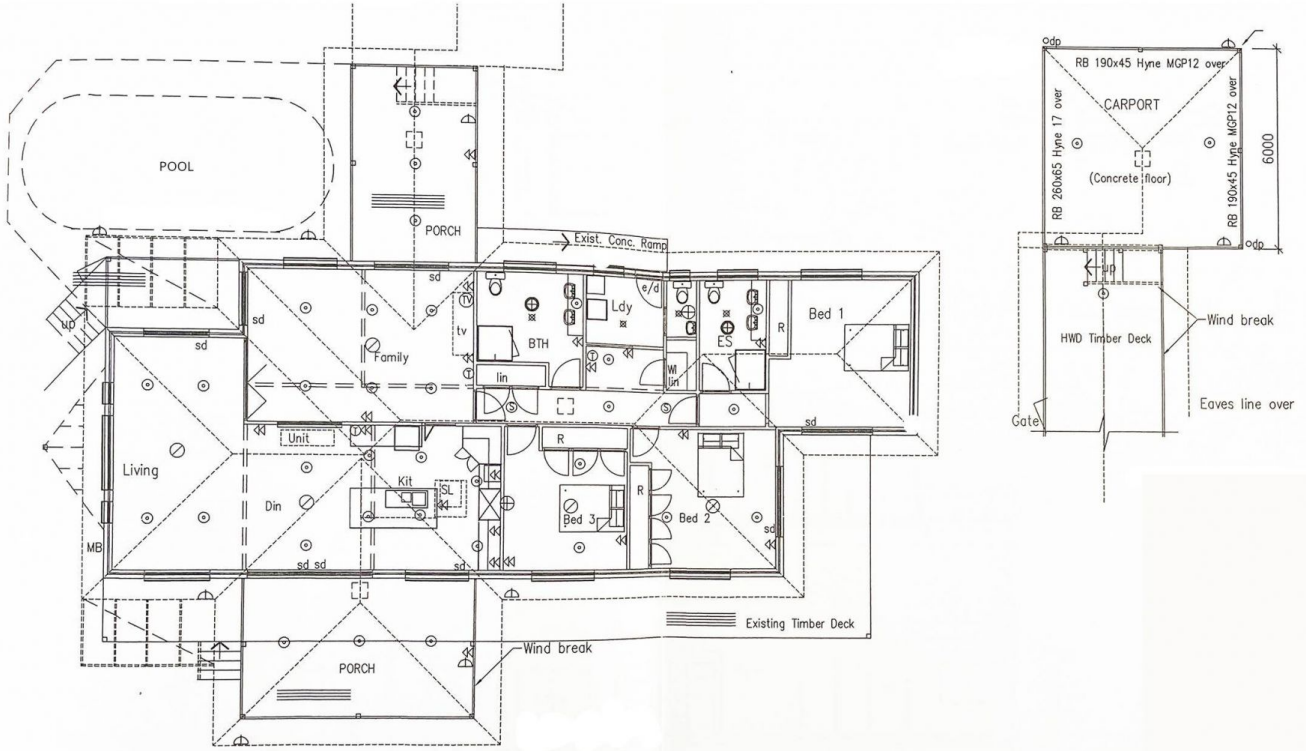 POOL
PORCH
Exist. Conc. Ramp
sd
sd
sd
up
TV
tv
T
Family
BTH
lin
Ldy
e/d
T
WI
lin
ES
R
Bed 1
S
S
sd
Living
Unit
T
Din
Kit
SL
R
Bed 3
R
Bed 2
sd
MB
sd sd
sd
PORCH
Wind break
Existing Timber Deck
dp
RB 190x45 Hyne MGP12 over
RB 260x65 Hyne 17 over
CARPORT
(Concrete floor)
RB 190x45 Hyne MGP12 over
6000
dp
up
Wind break
HWD Timber Deck
Gate
Eaves line over